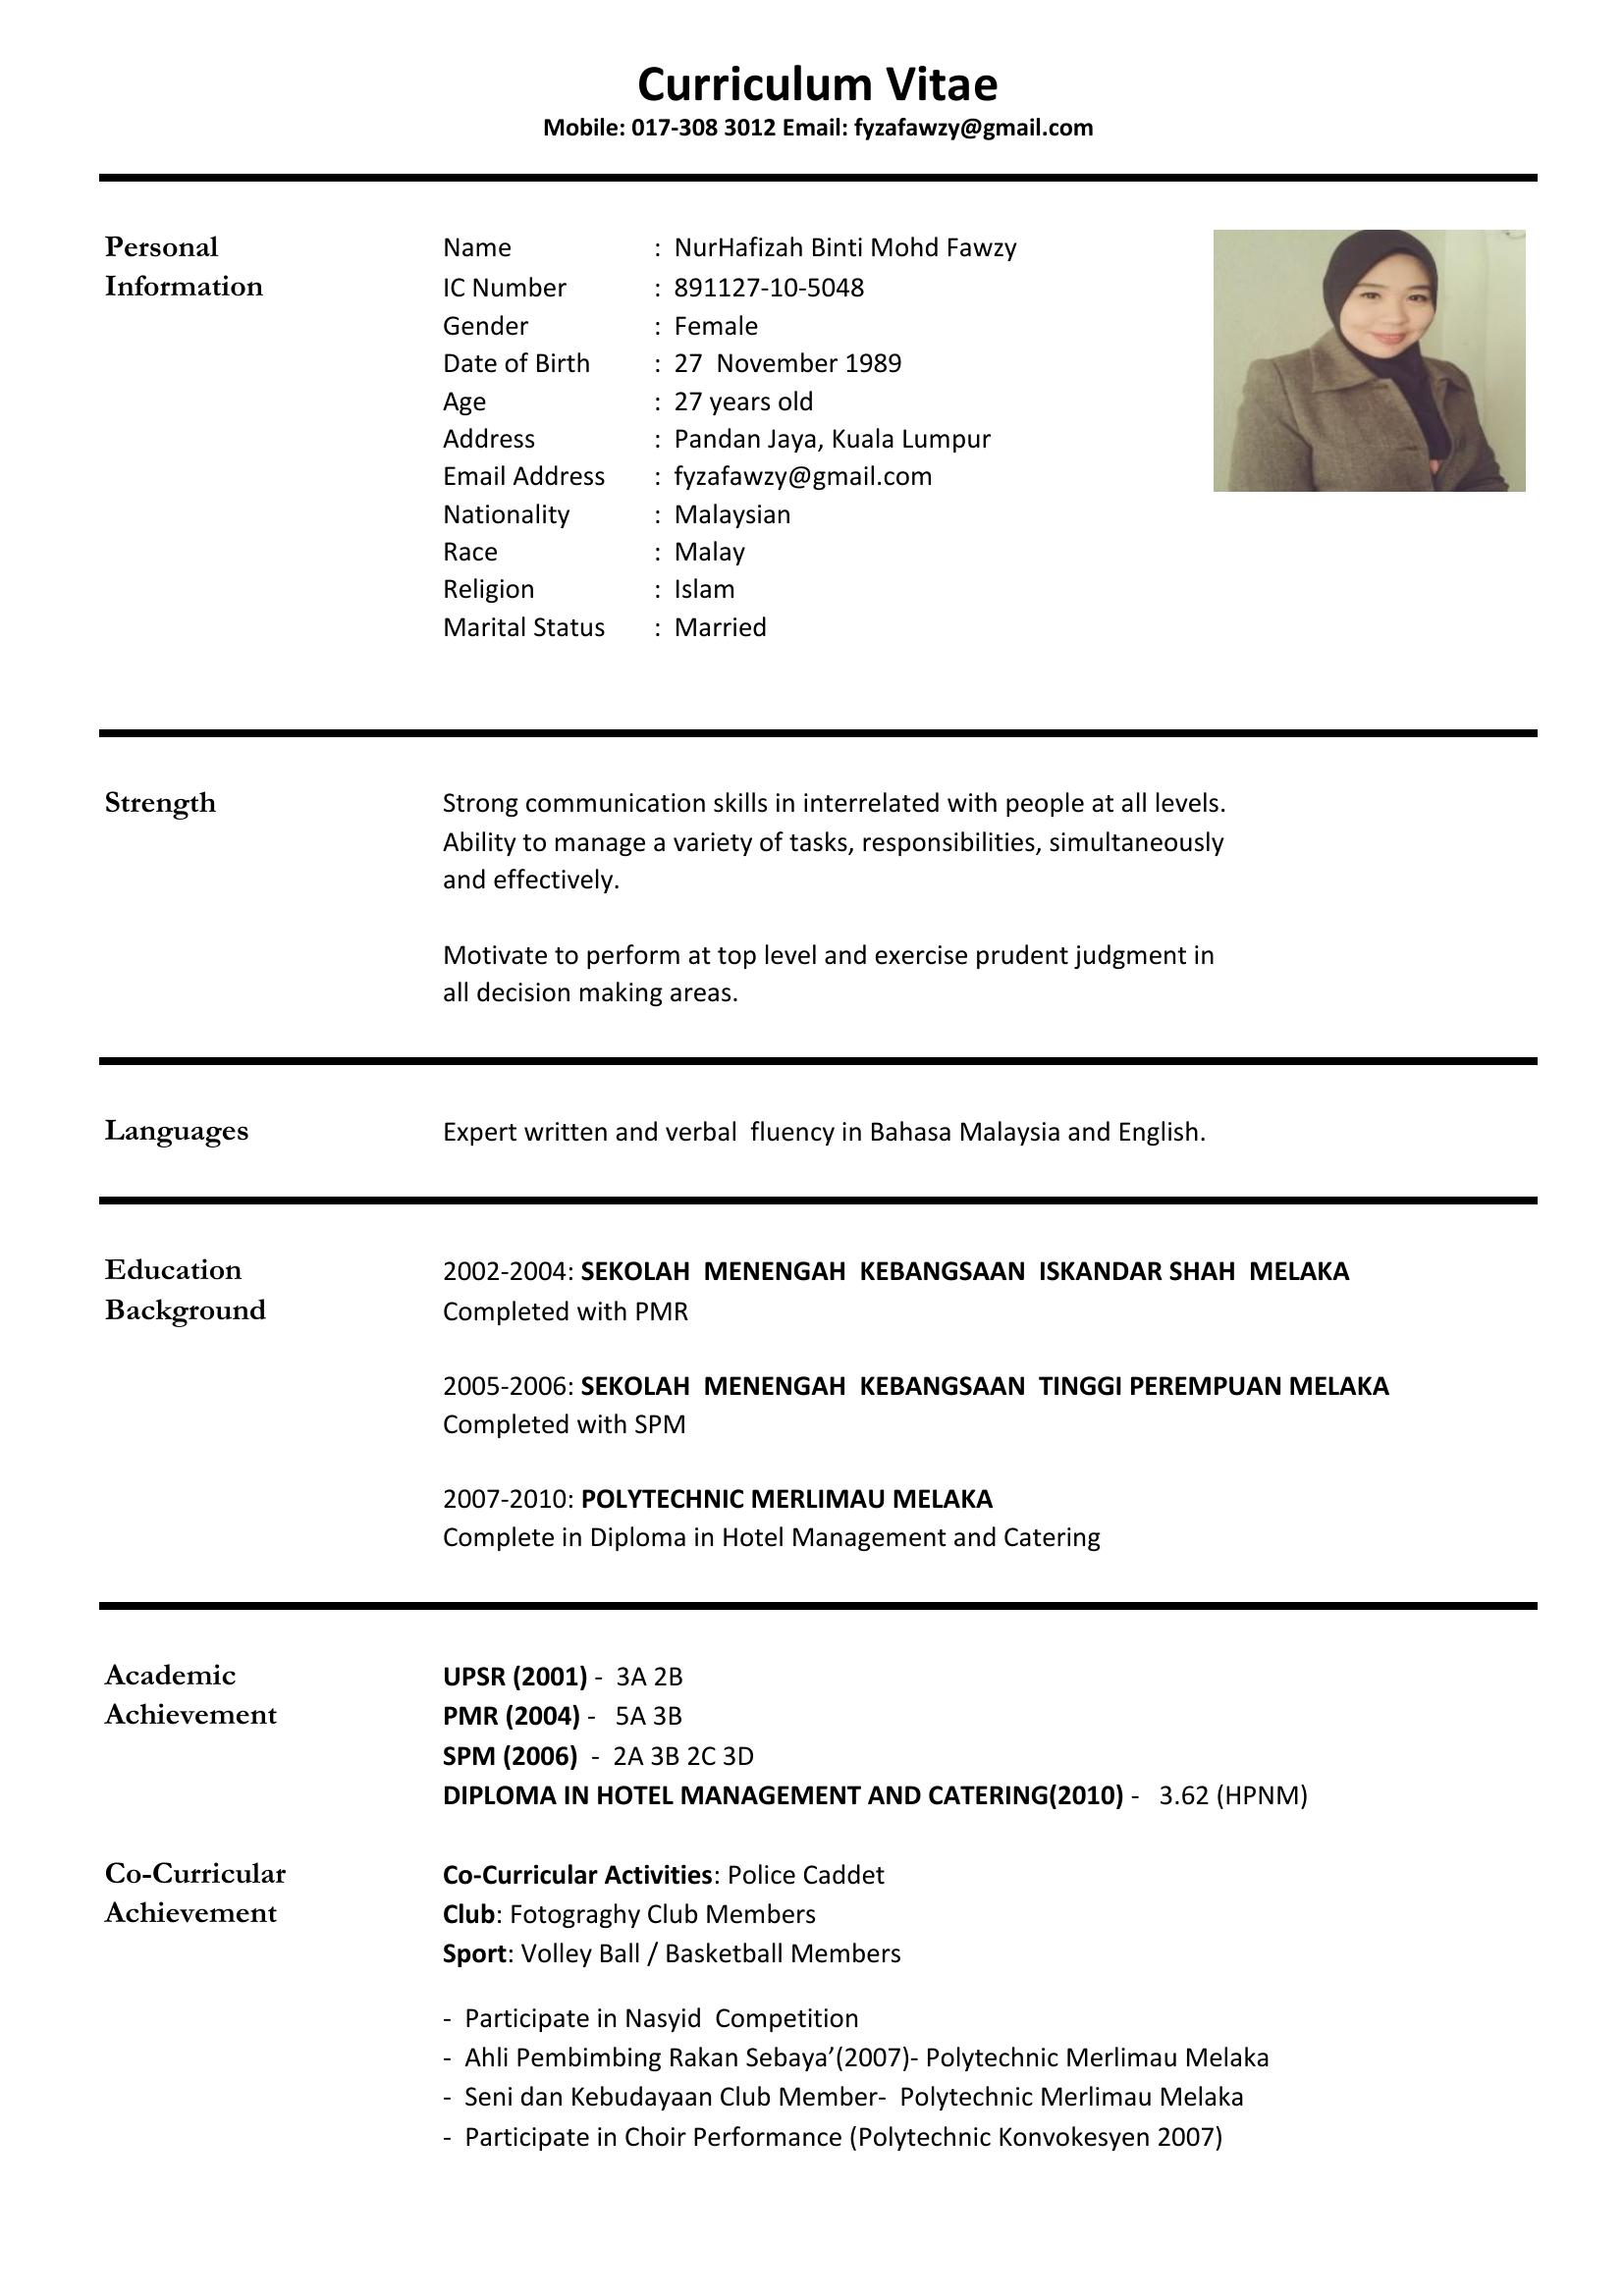 Curriculum Vitae
Mobile: 017-308 3012 Email: fyzafawzy@gmail.com
Personal
Information
Name : NurHafizah Binti Mohd Fawzy
IC Number : 891127-10-5048
Gender : Female
Date of Birth : 27 November 1989
Age : 27 years old
Address : Pandan Jaya, Kuala Lumpur
Email Address : fyzafawzy@gmail.com
Nationality : Malaysian
Race : Malay
Religion : Islam
Marital Status : Married
Strength
Strong communication skills in interrelated with people at all levels.
Ability to manage a variety of tasks, responsibilities, simultaneously
and effectively.
Motivate to perform at top level and exercise prudent judgment in
all decision making areas.
Languages
Expert written and verbal fluency in Bahasa Malaysia and English.
Education
Background
2002-2004: SEKOLAH MENENGAH KEBANGSAAN ISKANDAR SHAH MELAKA
Completed with PMR
2005-2006: SEKOLAH MENENGAH KEBANGSAAN TINGGI PEREMPUAN MELAKA
Completed with SPM
2007-2010: POLYTECHNIC MERLIMAU MELAKA
Complete in Diploma in Hotel Management and Catering
Academic
Achievement
UPSR (2001) - 3A 2B
PMR (2004) - 5A 3B
SPM (2006) - 2A 3B 2C 3D
DIPLOMA IN HOTEL MANAGEMENT AND CATERING(2010) - 3.62 (HPNM)
Co-Curricular
Achievement
Co-Curricular Activities: Police Caddet
Club: Fotograghy Club Members
Sport: Volley Ball / Basketball Members
- Participate in Nasyid Competition
- Ahli Pembimbing Rakan Sebaya’(2007)- Polytechnic Merlimau Melaka
- Seni dan Kebudayaan Club Member- Polytechnic Merlimau Melaka
- Participate in Choir Performance (Polytechnic Konvokesyen 2007)